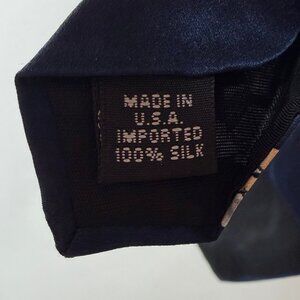 MADE IN
U.S.A.
IMPORTED
100% SILK